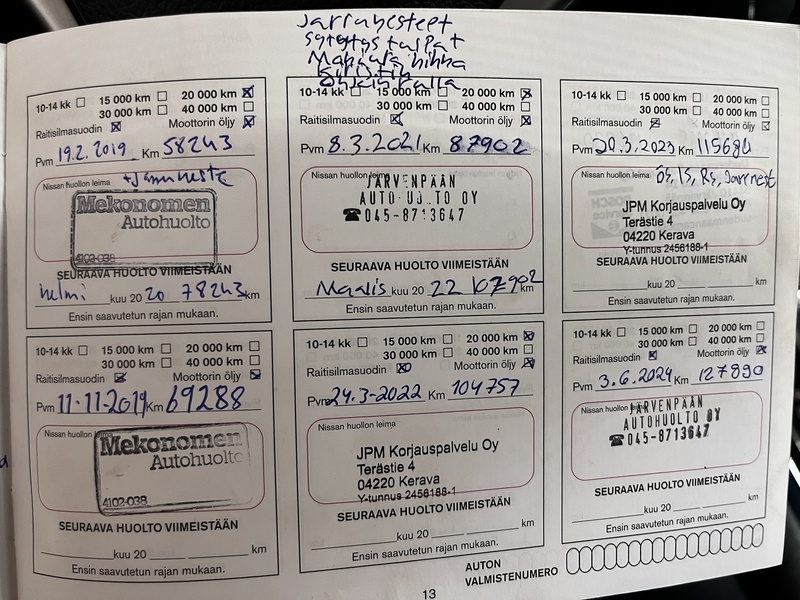 Jarrunesteet
sytytys tulpat
10-14 kk 15 000 km 20 000 km
30 000 km 40 000 km
Raitisilmasuodin Moottorin öljy
Pvm 19.2.2019 Km 58243
Nissan huollon leima
Mekonomen
Autohuolto
4102-038
SEURAAVA HUOLTO VIIMEISTÄÄN
helmi kuu 20 20 78243 km
Ensin saavutetun rajan mukaan.
10-14 kk 15 000 km 20 000 km
30 000 km 40 000 km
Raitisilmasuodin Moottorin öljy
Pvm 11.11.2019 Km 69288
Nissan huollon leima
Mekonomen
Autohuolto
4102-038
SEURAAVA HUOLTO VIIMEISTÄÄN
kuu 20 km
Ensin saavutetun rajan mukaan.
10-14 kk 15 000 km 20 000 km
30 000 km 40 000 km
Raitisilmasuodin Moottorin öljy
Pvm 8.3.2021 Km 87902
Nissan huollon leima
JÄRVENPÄÄN
OY
045-8713647
SEURAAVA HUOLTO VIIMEISTÄÄN
Maalis kuu 20 22 107902 km
Ensin saavutetun rajan mukaan.
10-14 kk 15 000 km 20 000 km
30 000 km 40 000 km
Raitisilmasuodin Moottorin öljy
Pvm 24.3-2022 Km 104757
Nissan huollon leima
JPM Korjauspalvelu Oy
Terästie 4
04220 Kerava
Y-tunnus 2456188-1
SEURAAVA HUOLTO VIIMEISTÄÄN
kuu 20 km
Ensin saavutetun rajan mukaan.
10-14 kk 15 000 km 20 000 km
30 000 km 40 000 km
Raitisilmasuodin Moottorin öljy
Pvm 20.3.2023 Km 115684
Nissan huollon leima
JPM Korjauspalvelu Oy
Terästie 4
04220 Kerava
Y-tunnus 2456188-1
SEURAAVA HUOLTO VIIMEISTÄÄN
kuu 20 km
Ensin saavutetun rajan mukaan.
10-14 kk 15 000 km 20 000 km
30 000 km 40 000 km
Raitisilmasuodin Moottorin öljy
Pvm 3.6.2024 Km 127890
Nissan huollon leima
JÄRVENPÄÄN
AUTOHUOLTO OY
045-8713647
SEURAAVA HUOLTO VIIMEISTÄÄN
kuu 20 km
Ensin saavutetun rajan mukaan.
AUTON
VALMISTENUMERO
13